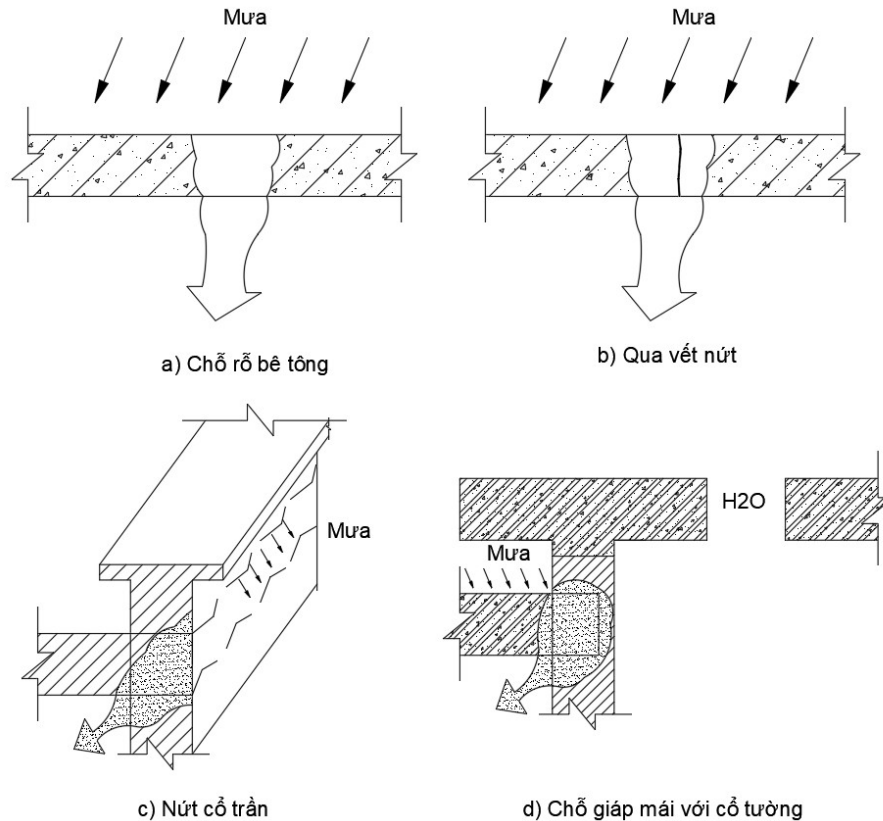 Mưa
Mưa
a) Chỗ rỗ bê tông
b) Qua vết nứt
Mưa
H2O
Mưa
c) Nứt cổ trần
d) Chỗ giáp mái với cổ tường